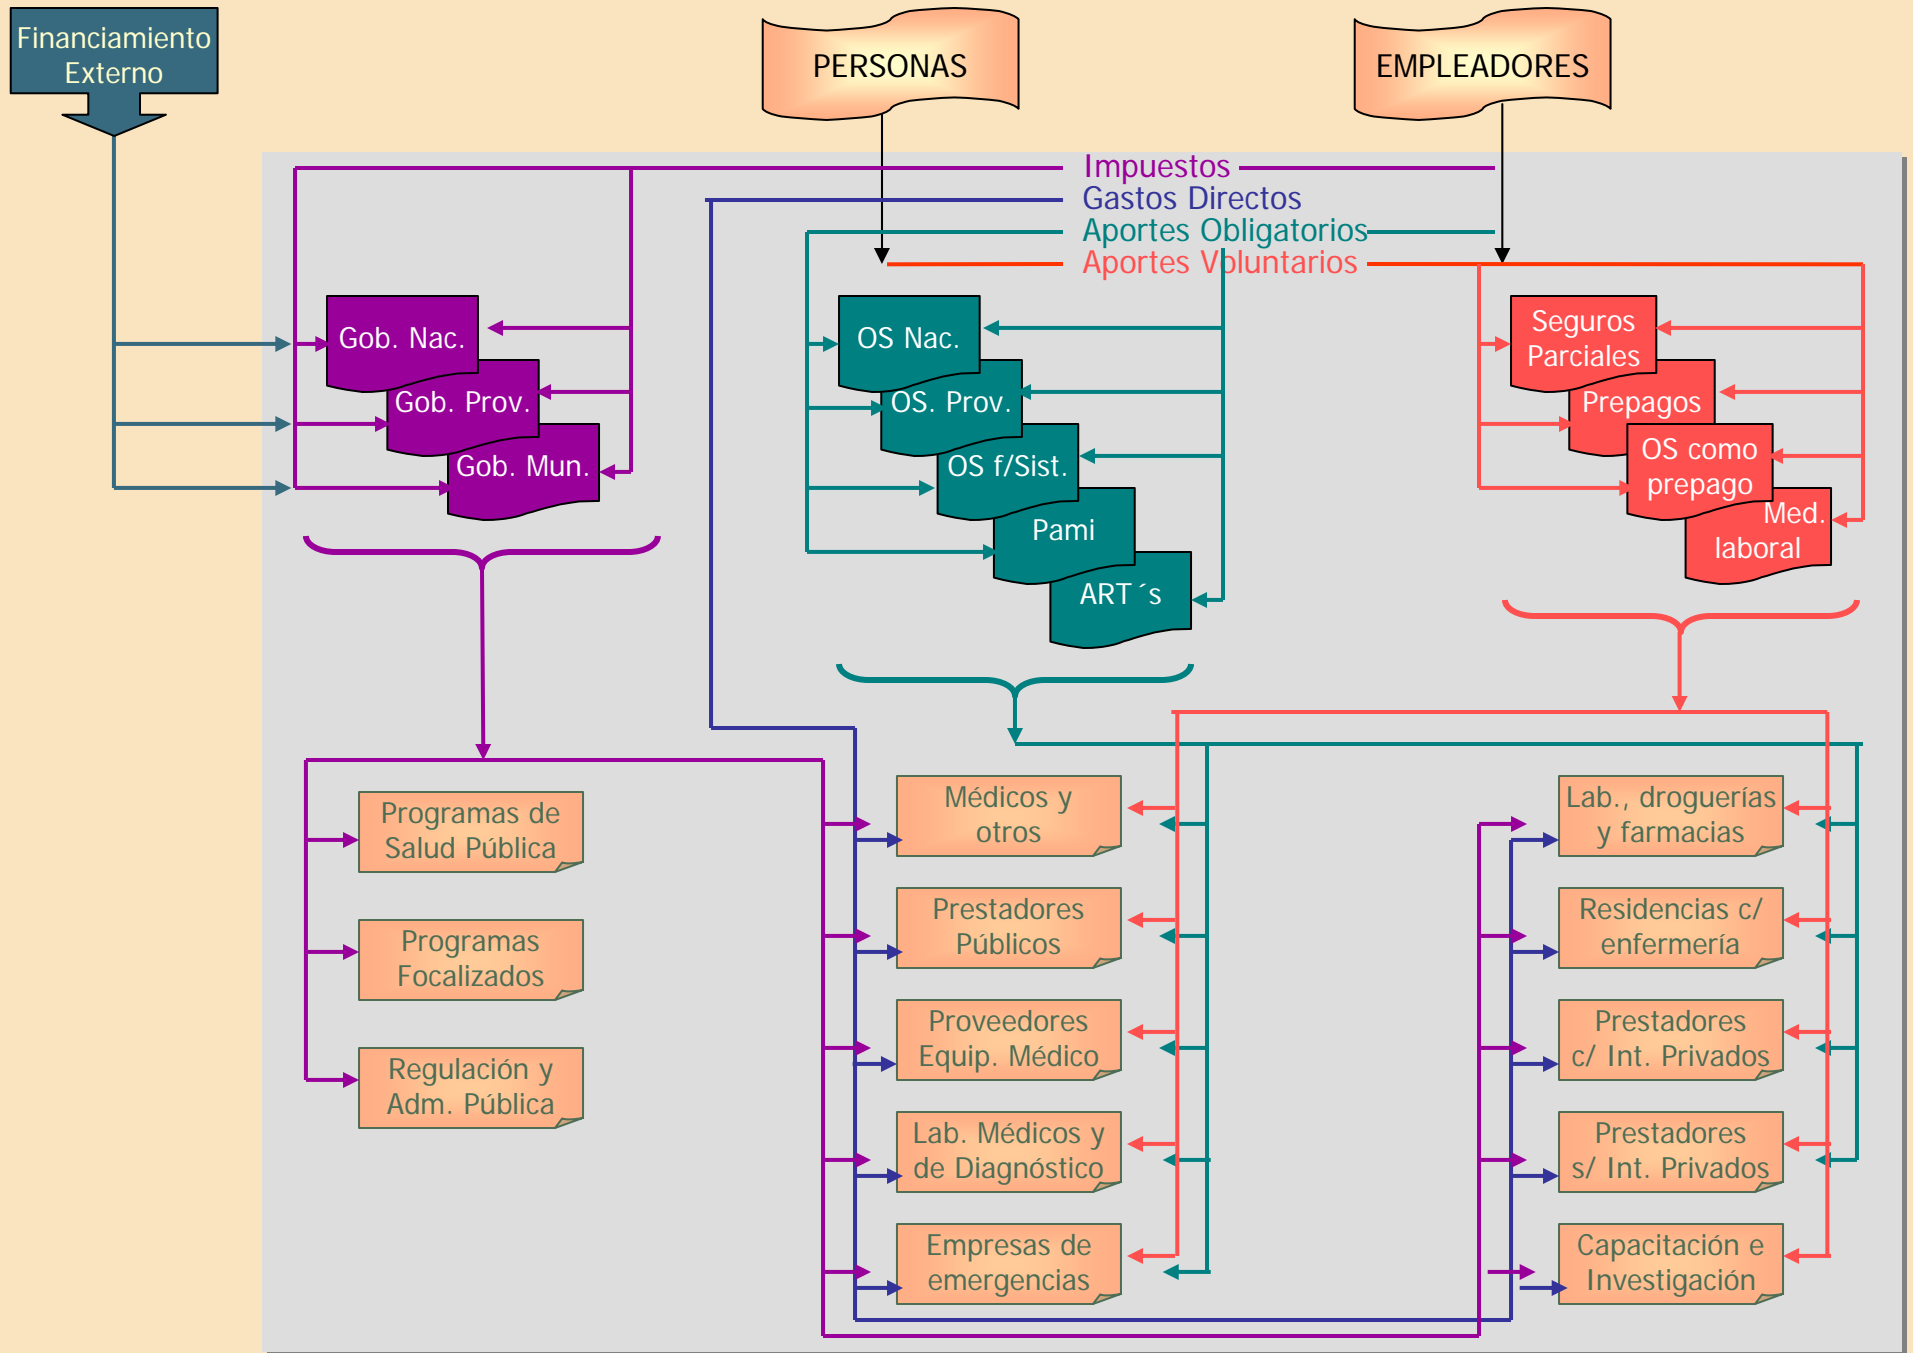 Financiamiento
Externo
PERSONAS
EMPLEADORES
Impuestos
Gastos Directos
Aportes Obligatorios
Aportes Voluntarios
Gob. Nac.
Gob. Prov.
Gob. Mun.
OS Nac.
OS. Prov.
OS f/Sist.
Pami
ART´s
Seguros
Parciales
Prepagos
OS como
prepago
Med.
laboral
Programas de
Salud Pública
Programas
Focalizados
Regulación y
Adm. Pública
Médicos y
otros
Prestadores
Públicos
Proveedores
Equip. Médico
Lab. Médicos y
de Diagnóstico
Empresas de
emergencias
Lab., droguerías
y farmacias
Residencias c/
enfermería
Prestadores
c/ Int. Privados
Prestadores
s/ Int. Privados
Capacitación e
Investigación